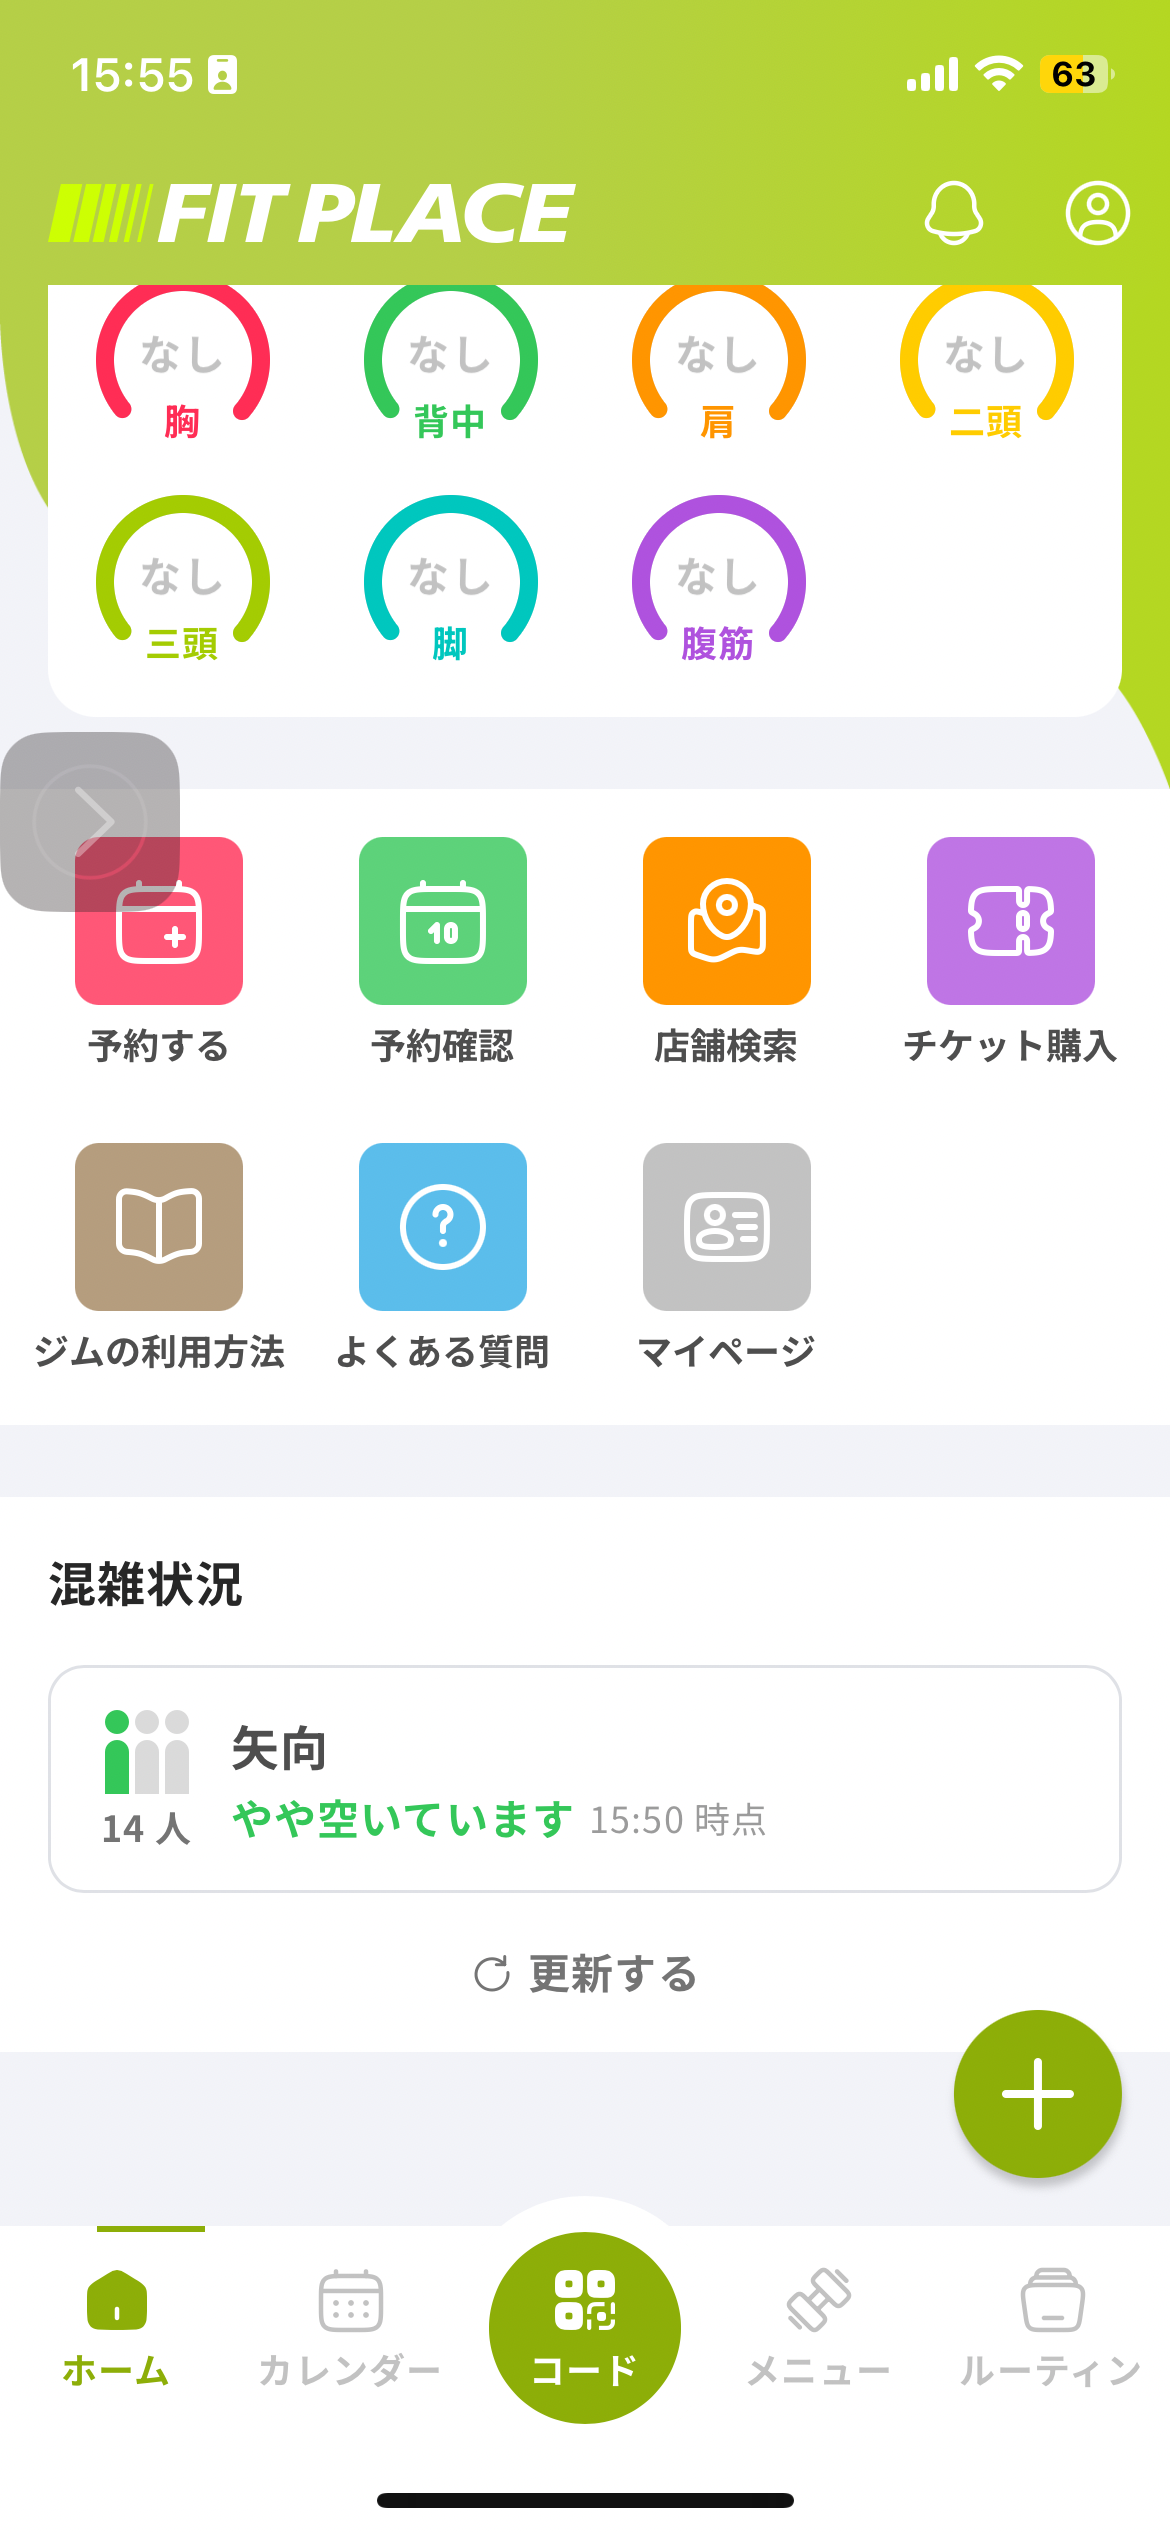 15:55
63
FIT PLACE
なし なし なし なし
胸 背中 肩 二頭
なし なし なし
三頭 脚 腹筋
10
予約する 予約確認 店舗検索 チケット購入
?
ジムの利用方法 よくある質問 マイページ
混雑状況
矢向
14 人 やや空いています 15:50 時点
更新する
ホーム カレンダー コード メニュー ルーティン